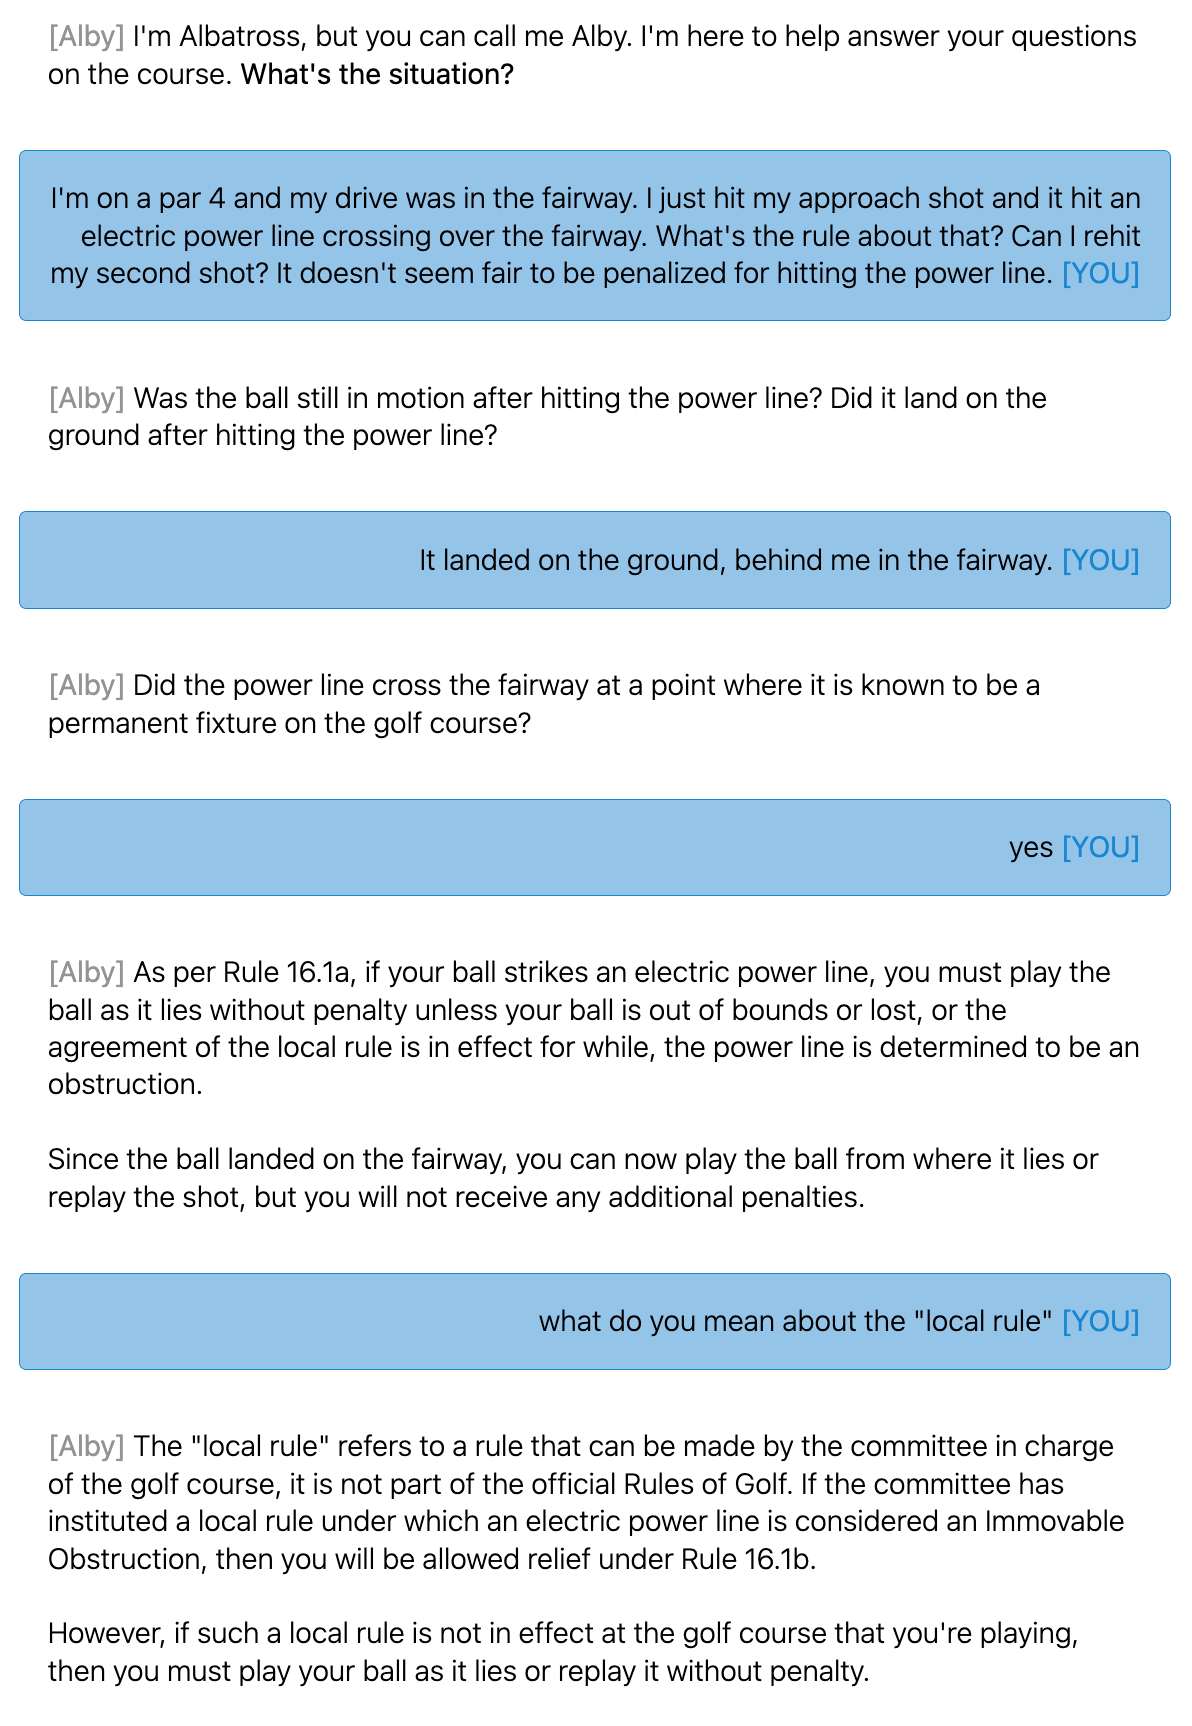 [Alby] I'm Albatross, but you can call me Alby. I'm here to help answer your questions
on the course. What's the situation?
I'm on a par 4 and my drive was in the fairway. I just hit my approach shot and it hit an
electric power line crossing over the fairway. What's the rule about that? Can I rehit
my second shot? It doesn't seem fair to be penalized for hitting the power line. [YOU]
[Alby] Was the ball still in motion after hitting the power line? Did it land on the
ground after hitting the power line?
It landed on the ground, behind me in the fairway. [YOU]
[Alby] Did the power line cross the fairway at a point where it is known to be a
permanent fixture on the golf course?
yes [YOU]
[Alby] As per Rule 16.1a, if your ball strikes an electric power line, you must play the
ball as it lies without penalty unless your ball is out of bounds or lost, or the
agreement of the local rule is in effect for while, the power line is determined to be an
obstruction.
Since the ball landed on the fairway, you can now play the ball from where it lies or
replay the shot, but you will not receive any additional penalties.
what do you mean about the "local rule" [YOU]
[Alby] The "local rule" refers to a rule that can be made by the committee in charge
of the golf course, it is not part of the official Rules of Golf. If the committee has
instituted a local rule under which an electric power line is considered an Immovable
Obstruction, then you will be allowed relief under Rule 16.1b.
However, if such a local rule is not in effect at the golf course that you're playing,
then you must play your ball as it lies or replay it without penalty.